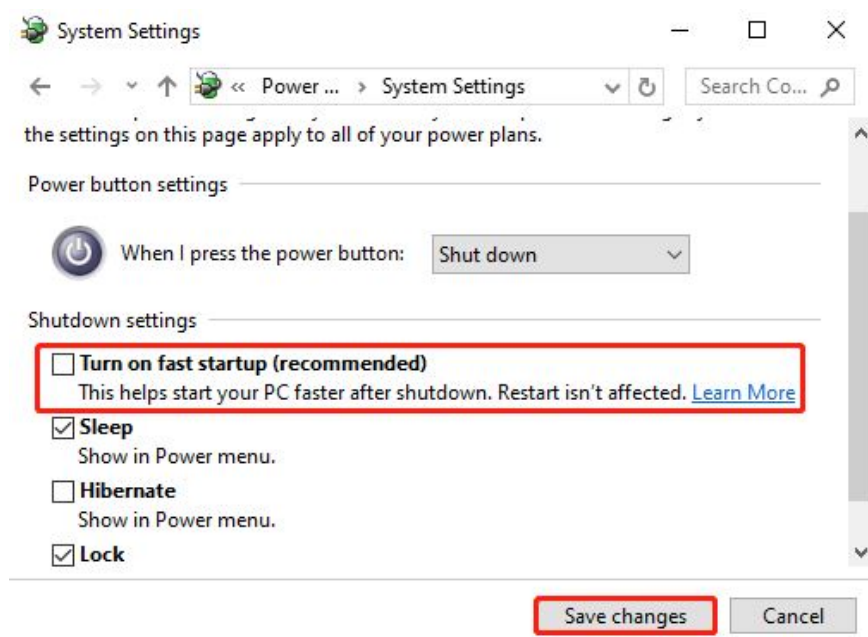 System Settings
« Power ... > System Settings
Search Co...
the settings on this page apply to all of your power plans.
Power button settings
When I press the power button:
Shut down
Shutdown settings
Turn on fast startup (recommended)
This helps start your PC faster after shutdown. Restart isn't affected. Learn More
Sleep
Show in Power menu.
Hibernate
Show in Power menu.
Lock
Save changes
Cancel